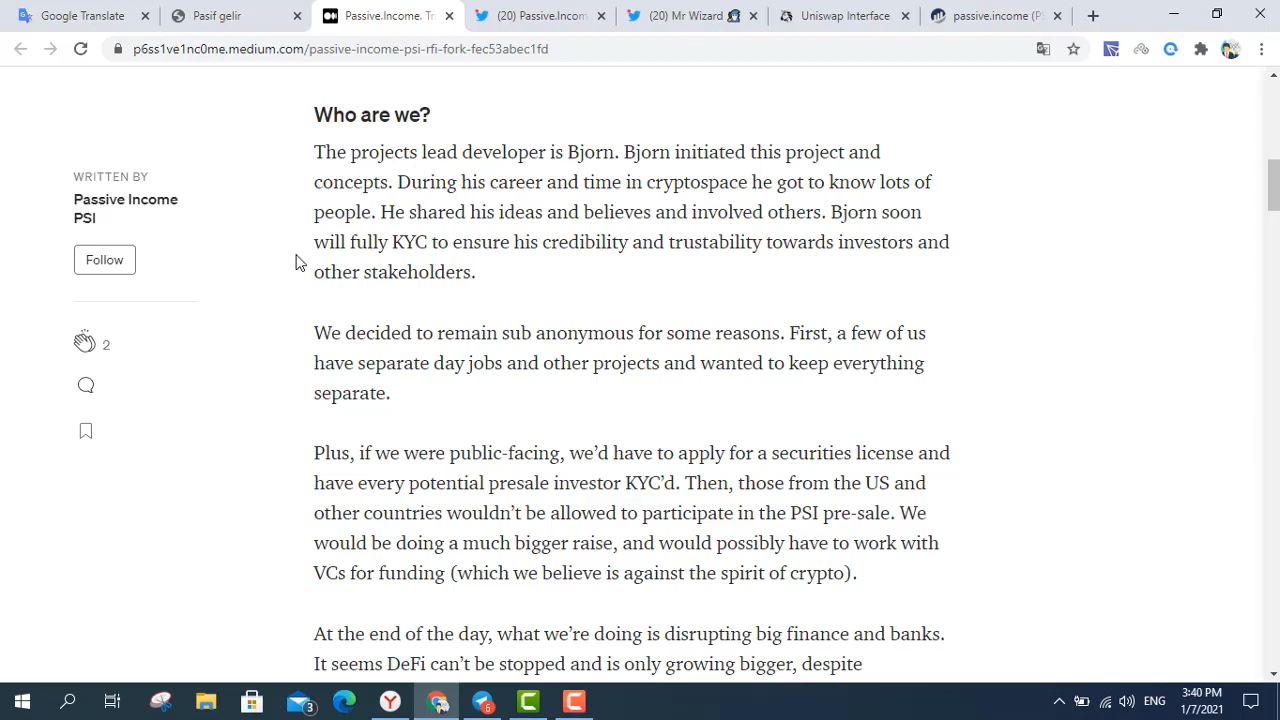 Google Translate
Pasif gelir
Passive.Income. Tr
(20) Passive.Incom
(20) Mr Wizard
Uniswap Interface
passive.income (PS
p6ss1ve1nc0me.medium.com/passive-income-psi-rfi-fork-fec53abec1fd
Who are we?
The projects lead developer is Bjorn. Bjorn initiated this project and
concepts. During his career and time in cryptospace he got to know lots of
people. He shared his ideas and believes and involved others. Bjorn soon
will fully KYC to ensure his credibility and trustability towards investors and
other stakeholders.
WRITTEN BY
Passive Income
PSI
Follow
2
We decided to remain sub anonymous for some reasons. First, a few of us
have separate day jobs and other projects and wanted to keep everything
separate.
Plus, if we were public-facing, we’d have to apply for a securities license and
have every potential presale investor KYC’d. Then, those from the US and
other countries wouldn’t be allowed to participate in the PSI pre-sale. We
would be doing a much bigger raise, and would possibly have to work with
VCs for funding (which we believe is against the spirit of crypto).
At the end of the day, what we’re doing is disrupting big finance and banks.
It seems DeFi can’t be stopped and is only growing bigger, despite
3
6
ENG
3:40 PM
1/7/2021